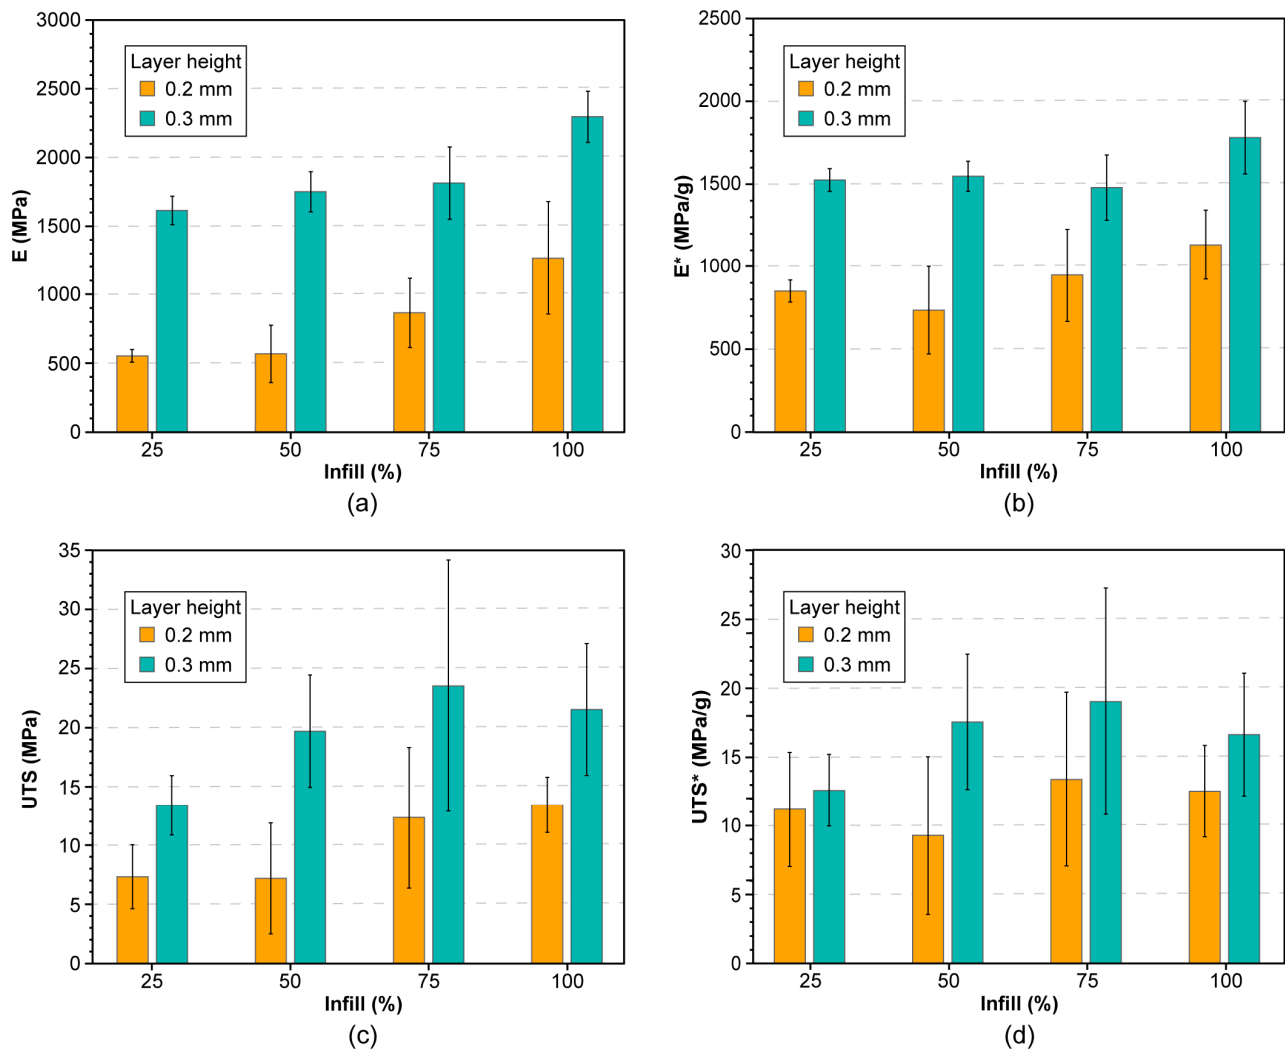 3000
2500
2000
1500
1000
500
0
E (MPa)
Layer height
0.2 mm
0.3 mm
25 50 75 100
Infill (%)
(a)
2500
2000
1500
1000
500
0
E* (MPa/g)
Layer height
0.2 mm
0.3 mm
25 50 75 100
Infill (%)
(b)
35
30
25
20
15
10
5
0
UTS (MPa)
Layer height
0.2 mm
0.3 mm
25 50 75 100
Infill (%)
(c)
30
25
20
15
10
5
0
UTS* (MPa/g)
Layer height
0.2 mm
0.3 mm
25 50 75 100
Infill (%)
(d)